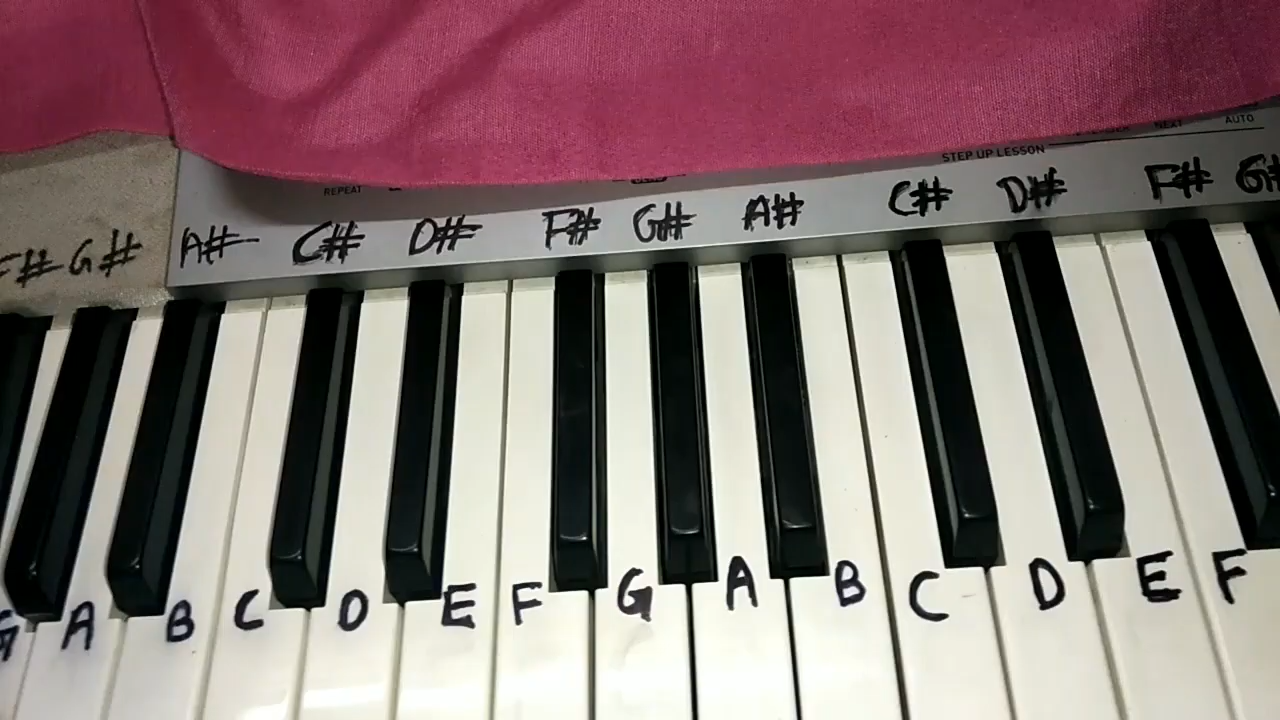 AUTO
NEXT
STEP UP LESSON
REPEAT
F# G# A# C# D# F# G# A# C# D# F# G#
G A B C D E F G A B C D E F